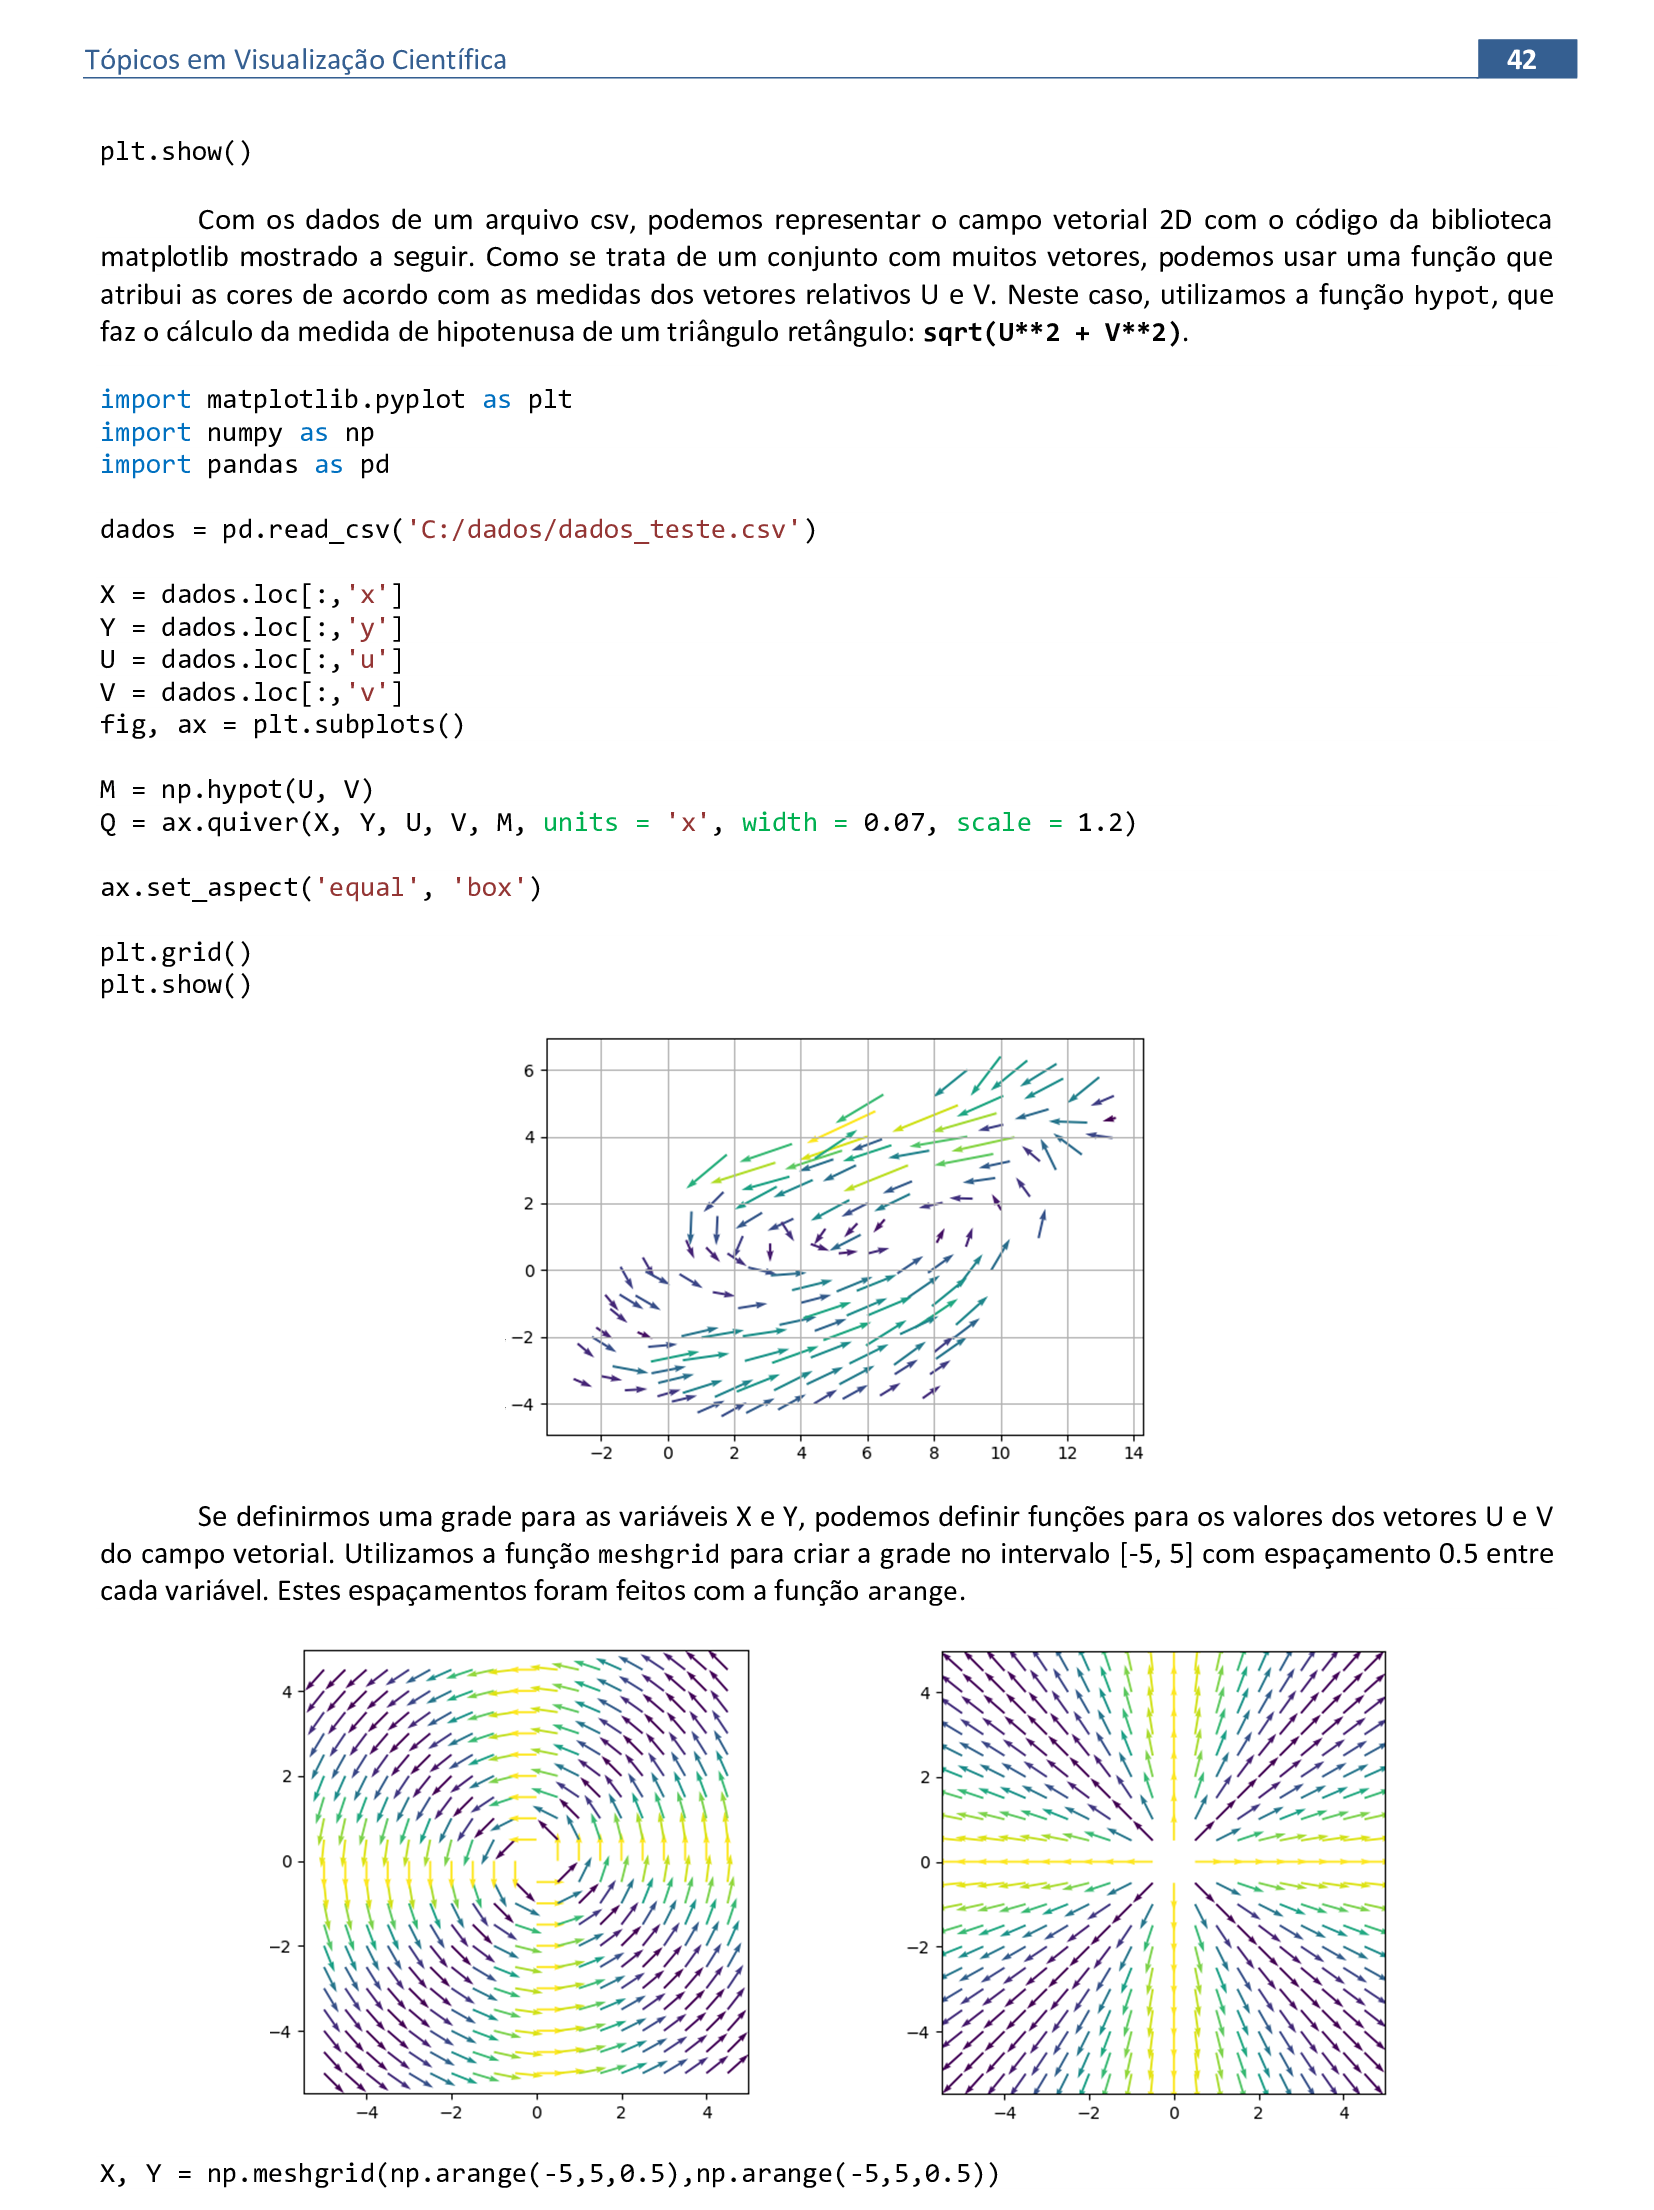 Tópicos em Visualização Científica
42
plt.show()
Com os dados de um arquivo csv, podemos representar o campo vetorial 2D com o código da biblioteca
matplotlib mostrado a seguir. Como se trata de um conjunto com muitos vetores, podemos usar uma função que
atribui as cores de acordo com as medidas dos vetores relativos U e V. Neste caso, utilizamos a função hypot, que
faz o cálculo da medida de hipotenusa de um triângulo retângulo: sqrt(U**2 + V**2).
import matplotlib.pyplot as plt
import numpy as np
import pandas as pd
dados = pd.read_csv('C:/dados/dados_teste.csv')
X = dados.loc[:,'x']
Y = dados.loc[:,'y']
U = dados.loc[:,'u']
V = dados.loc[:,'v']
fig, ax = plt.subplots()
M = np.hypot(U, V)
Q = ax.quiver(X, Y, U, V, M, units = 'x', width = 0.07, scale = 1.2)
ax.set_aspect('equal', 'box')
plt.grid()
plt.show()
6
4
2
0
−2
−4
−2 0 2 4 6 8 10 12 14
Se definirmos uma grade para as variáveis X e Y, podemos definir funções para os valores dos vetores U e V
do campo vetorial. Utilizamos a função meshgrid para criar a grade no intervalo [-5, 5] com espaçamento 0.5 entre
cada variável. Estes espaçamentos foram feitos com a função arange.
4
2
0
−2
−4
−4 −2 0 2 4
4
2
0
−2
−4
−4 −2 0 2 4
X, Y = np.meshgrid(np.arange(-5,5,0.5),np.arange(-5,5,0.5))